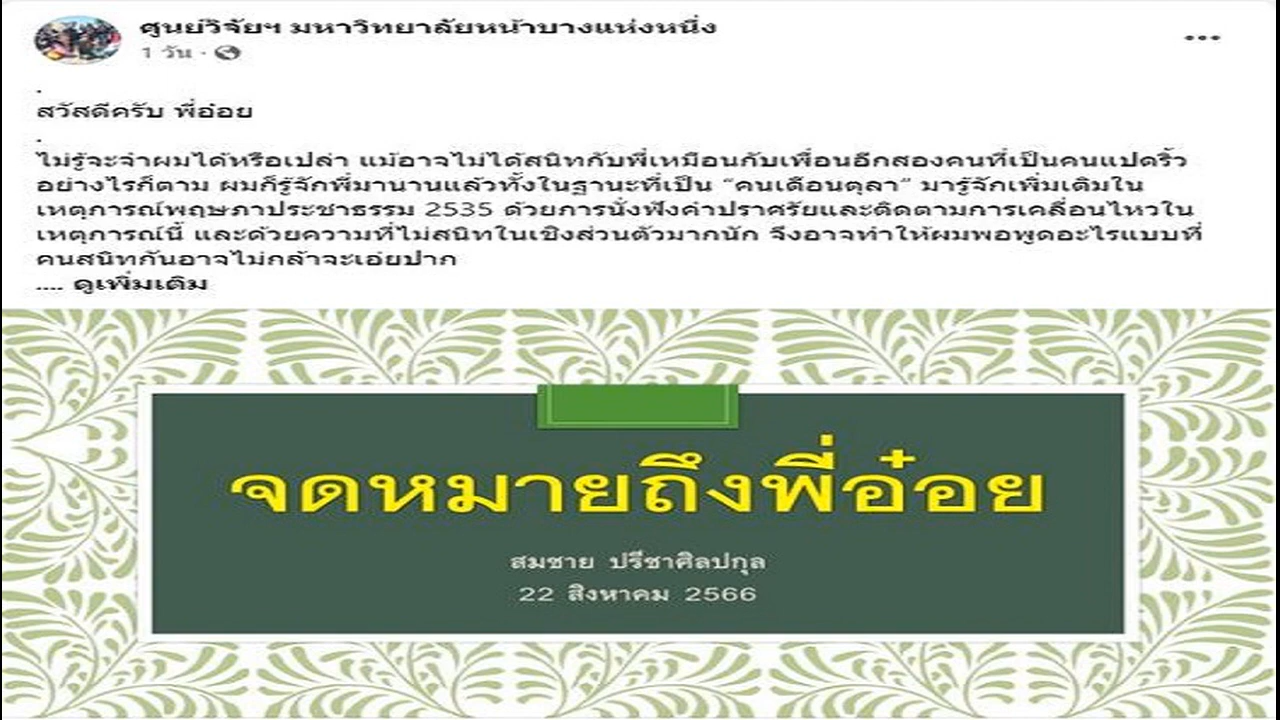 ศูนย์วิจัยฯ มหาวิทยาลัยหน้าบางแห่งหนึ่ง
1 วัน ·
.
สวัสดีครับ พี่อ๋อย
.
ไม่รู้จะจำผมได้หรือเปล่า แม้อาจไม่ได้สนิทกับพี่เหมือนกับเพื่อนอีกสองคนที่เป็นคนแปดริ้ว
อย่างไรก็ตาม ผมก็รู้จักพี่มานานแล้วทั้งในฐานะที่เป็น “คนเดือนตุลา” มารู้จักเพิ่มเติมใน
เหตุการณ์พฤษภาประชาธรรม 2535 ด้วยการนั่งฟังคำปราศรัยและติดตามการเคลื่อนไหวใน
เหตุการณ์นี้ และด้วยความที่ไม่สนิทในเชิงส่วนตัวมากนัก จึงอาจทำให้ผมพอพูดอะไรแบบที่
คนสนิทกันอาจไม่กล้าจะเอ่ยปาก
.... ดูเพิ่มเติม
จดหมายถึงพี่อ๋อย
สมชาย ปรีชาศิลปกุล
22 สิงหาคม 2566